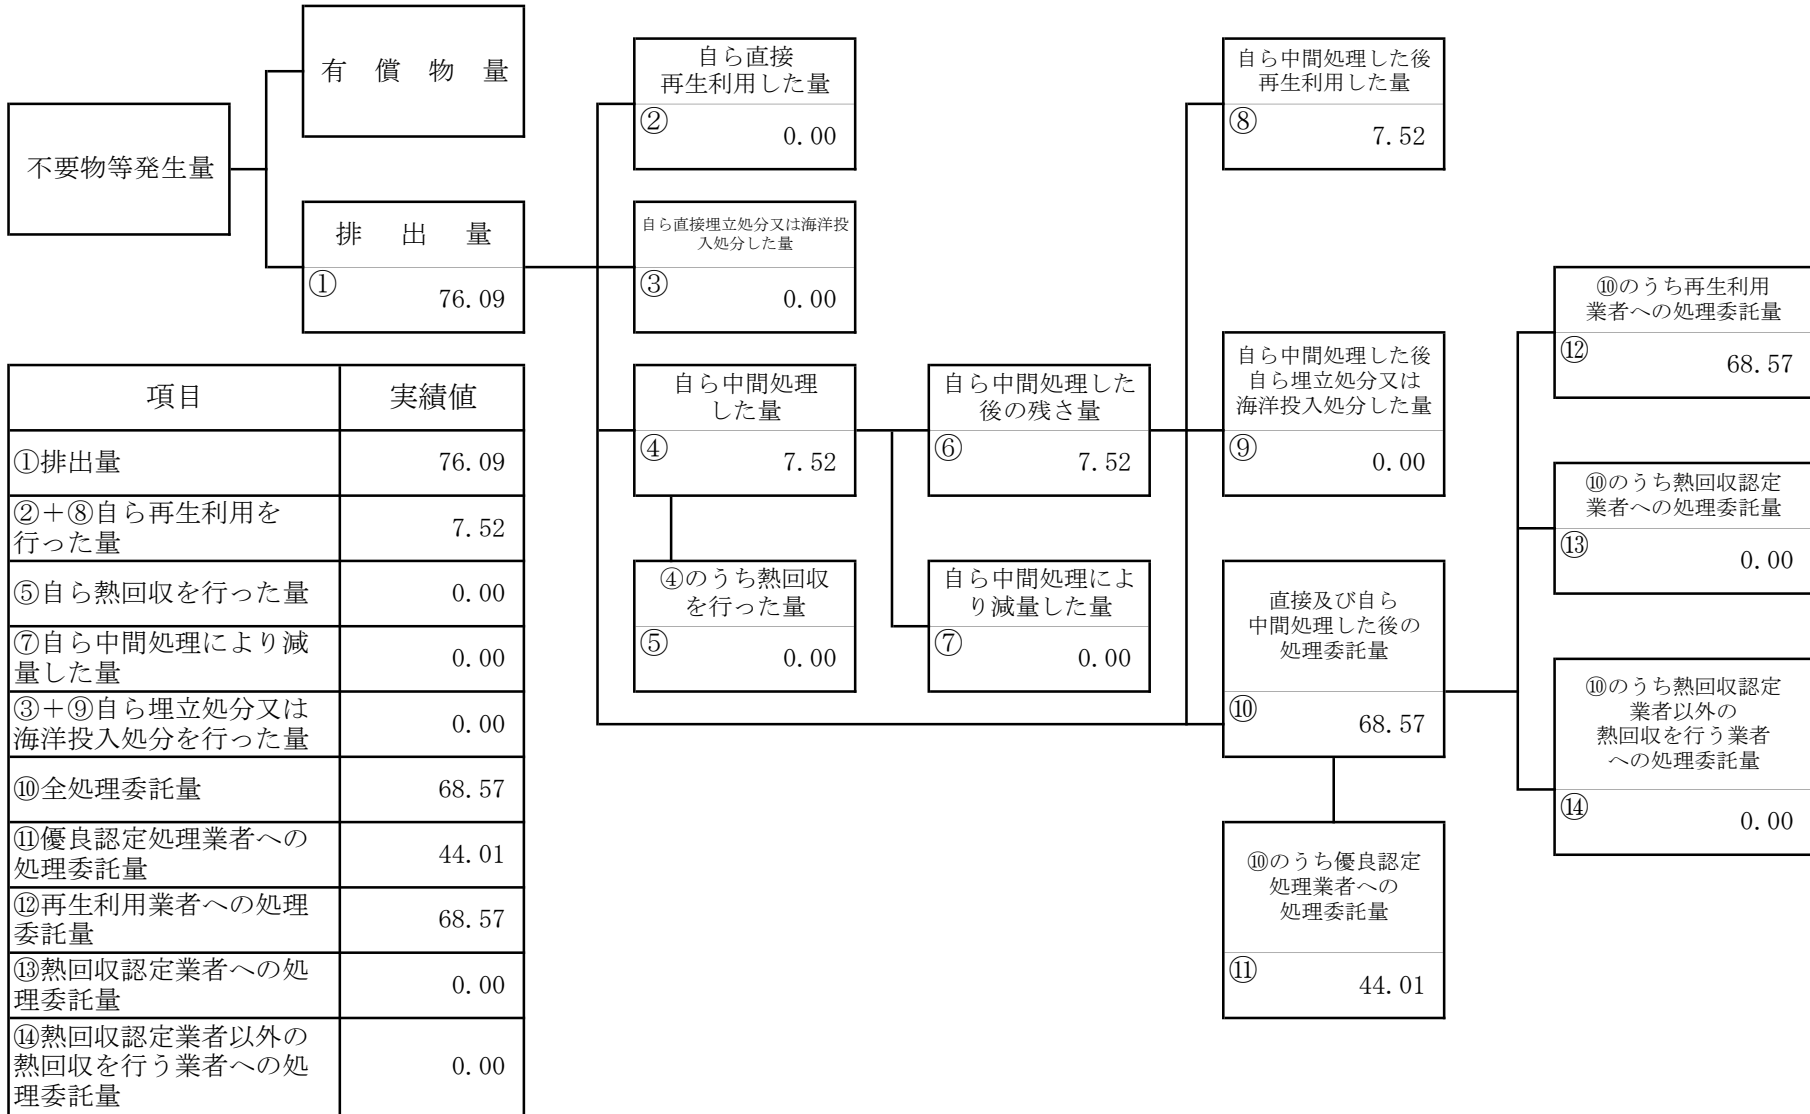 不要物等発生量
有 償 物 量
排 出 量
①
76.09
自ら直接
再生利用した量
②
0.00
自ら直接埋立処分又は海洋投
入処分した量
③
0.00
自ら中間処理
した量
④
7.52
④のうち熱回収
を行った量
⑤
0.00
自ら中間処理した
後の残さ量
⑥
7.52
自ら中間処理によ
り減量した量
⑦
0.00
自ら中間処理した後
再生利用した量
⑧
7.52
自ら中間処理した後
自ら埋立処分又は
海洋投入処分した量
⑨
0.00
直接及び自ら
中間処理した後の
処理委託量
⑩
68.57
⑩のうち優良認定
処理業者への
処理委託量
⑪
44.01
⑩のうち再生利用
業者への処理委託量
⑫
68.57
⑩のうち熱回収認定
業者への処理委託量
⑬
0.00
⑩のうち熱回収認定
業者以外の
熱回収を行う業者
への処理委託量
⑭
0.00
項目 実績値
①排出量 76.09
②＋⑧自ら再生利用を
行った量 7.52
⑤自ら熱回収を行った量 0.00
⑦自ら中間処理により減
量した量 0.00
③＋⑨自ら埋立処分又は
海洋投入処分を行った量 0.00
⑩全処理委託量 68.57
⑪優良認定処理業者への
処理委託量 44.01
⑫再生利用業者への処理
委託量 68.57
⑬熱回収認定業者への処
理委託量 0.00
⑭熱回収認定業者以外の
熱回収を行う業者への処
理委託量 0.00